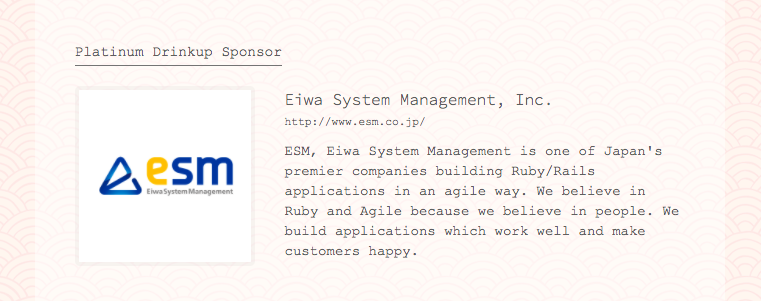 Platinum Drinkup Sponsor
esm
Eiwa System Management
Eiwa System Management, Inc.
http://www.esm.co.jp/
ESM, Eiwa System Management is one of Japan's
premier companies building Ruby/Rails
applications in an agile way. We believe in
Ruby and Agile because we believe in people. We
build applications which work well and make
customers happy.